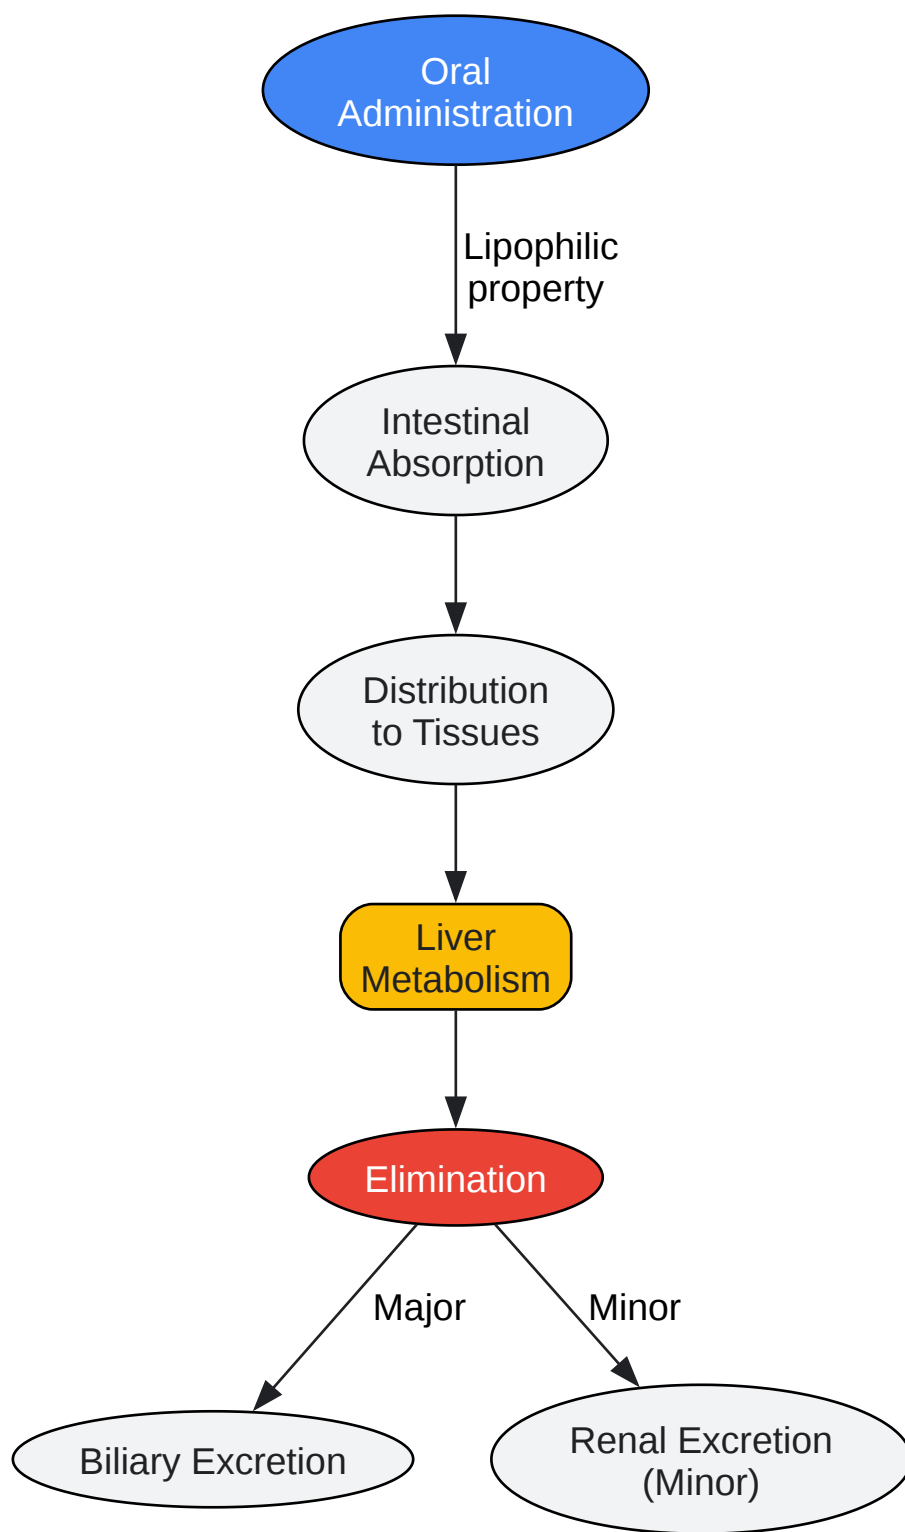 Oral
Administration
Lipophilic
property
Intestinal
Absorption
Distribution
to Tissues
Liver
Metabolism
Elimination
Major
Minor
Biliary Excretion
Renal Excretion
(Minor)